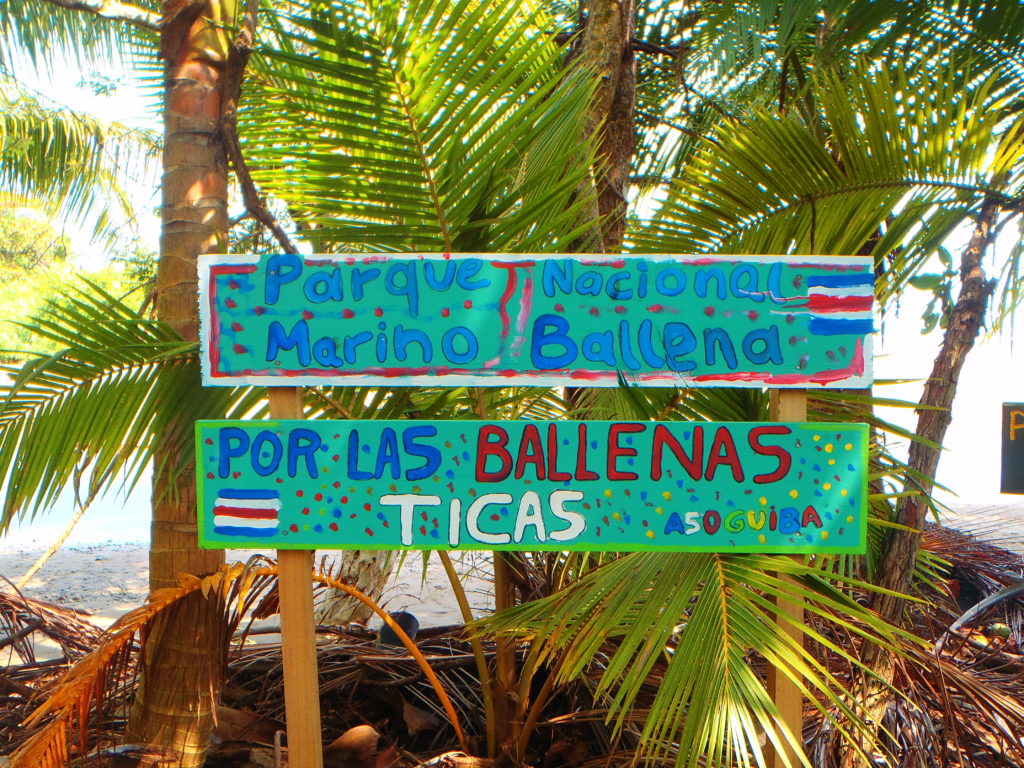 Parque Nacional
Marino Ballena
POR LAS BALLENAS
TICAS ASOGUIBA